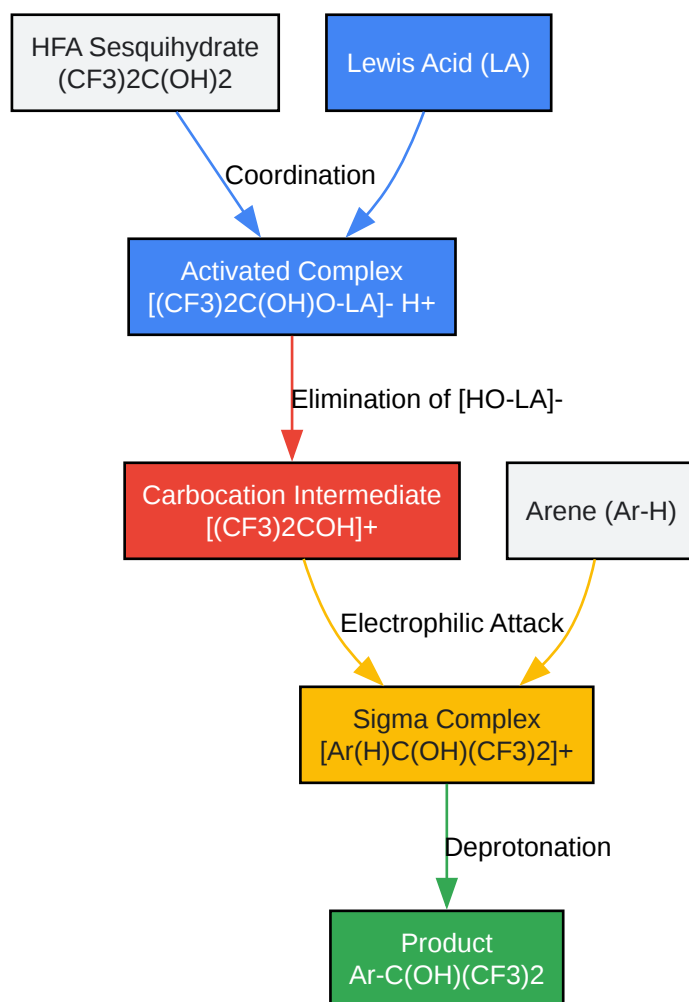 HFA Sesquihydrate
(CF3)2C(OH)2
Lewis Acid (LA)
Coordination
Activated Complex
[(CF3)2C(OH)O-LA]- H+
Elimination of [HO-LA]-
Carbocation Intermediate
[(CF3)2COH]+
Arene (Ar-H)
Electrophilic Attack
Sigma Complex
[Ar(H)C(OH)(CF3)2]+
Deprotonation
Product
Ar-C(OH)(CF3)2